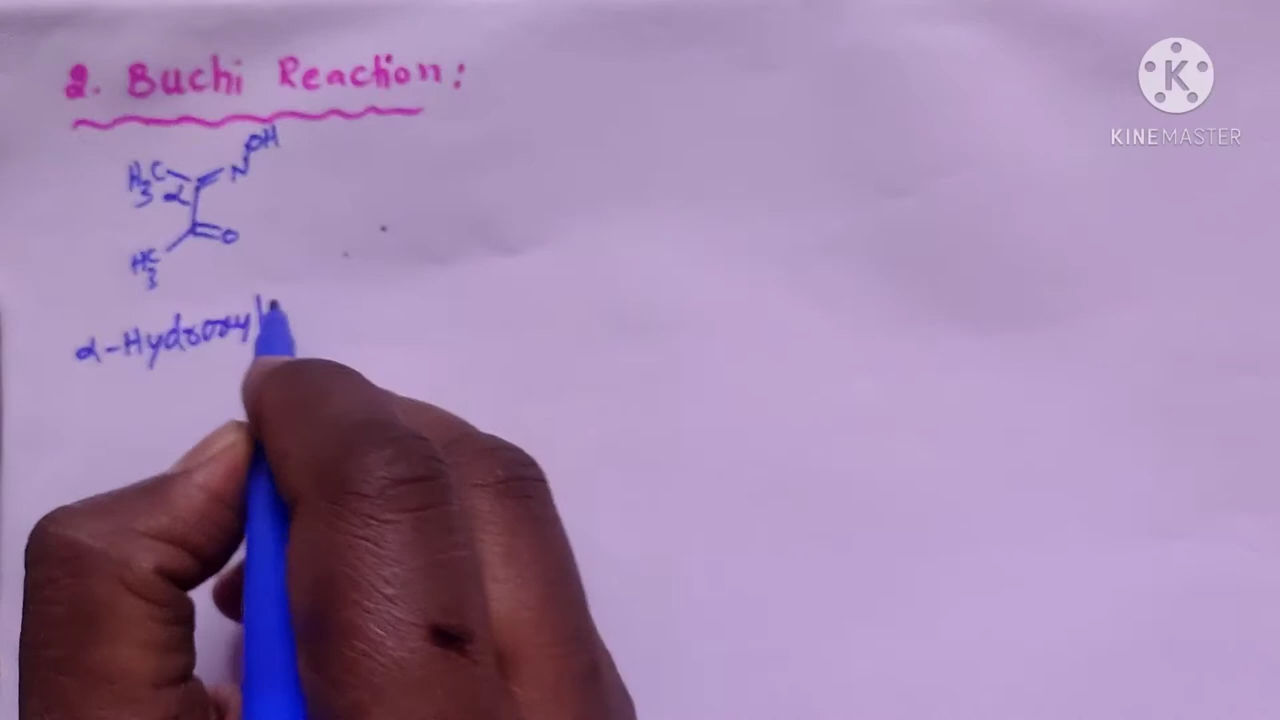 2. Buchi Reaction:
OH
H3C
N
α
O
H3C
α-Hydroxy
K
KINEMASTER